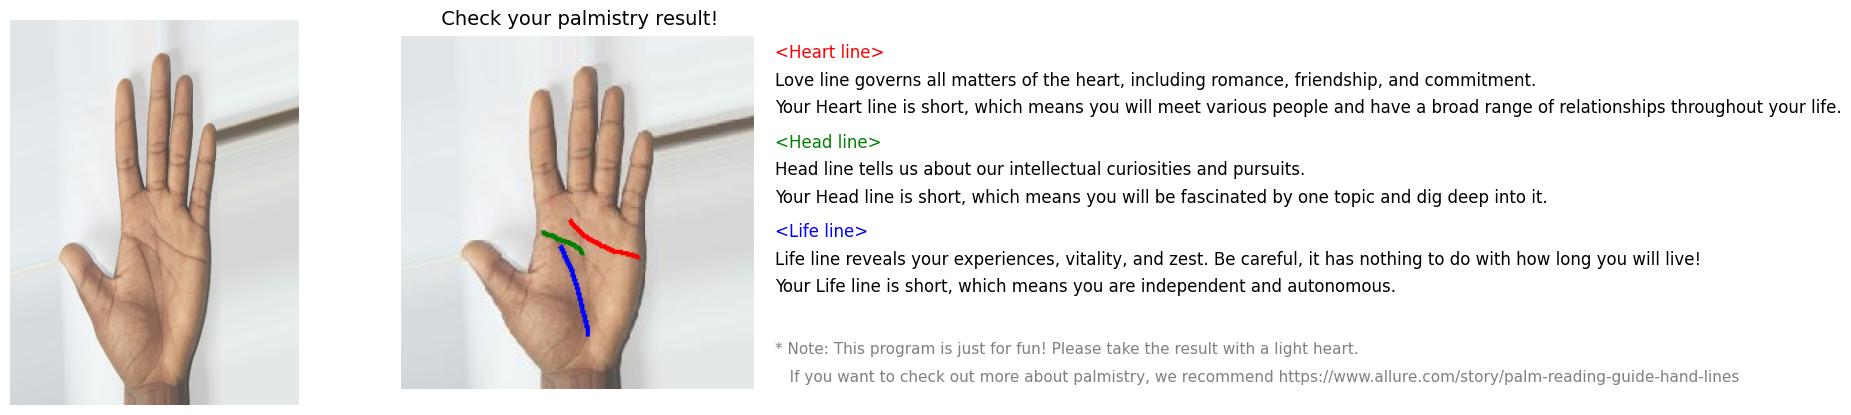 Check your palmistry result!
<Heart line>
Love line governs all matters of the heart, including romance, friendship, and commitment.
Your Heart line is short, which means you will meet various people and have a broad range of relationships throughout your life.
<Head line>
Head line tells us about our intellectual curiosities and pursuits.
Your Head line is short, which means you will be fascinated by one topic and dig deep into it.
<Life line>
Life line reveals your experiences, vitality, and zest. Be careful, it has nothing to do with how long you will live!
Your Life line is short, which means you are independent and autonomous.
* Note: This program is just for fun! Please take the result with a light heart.
If you want to check out more about palmistry, we recommend https://www.allure.com/story/palm-reading-guide-hand-lines